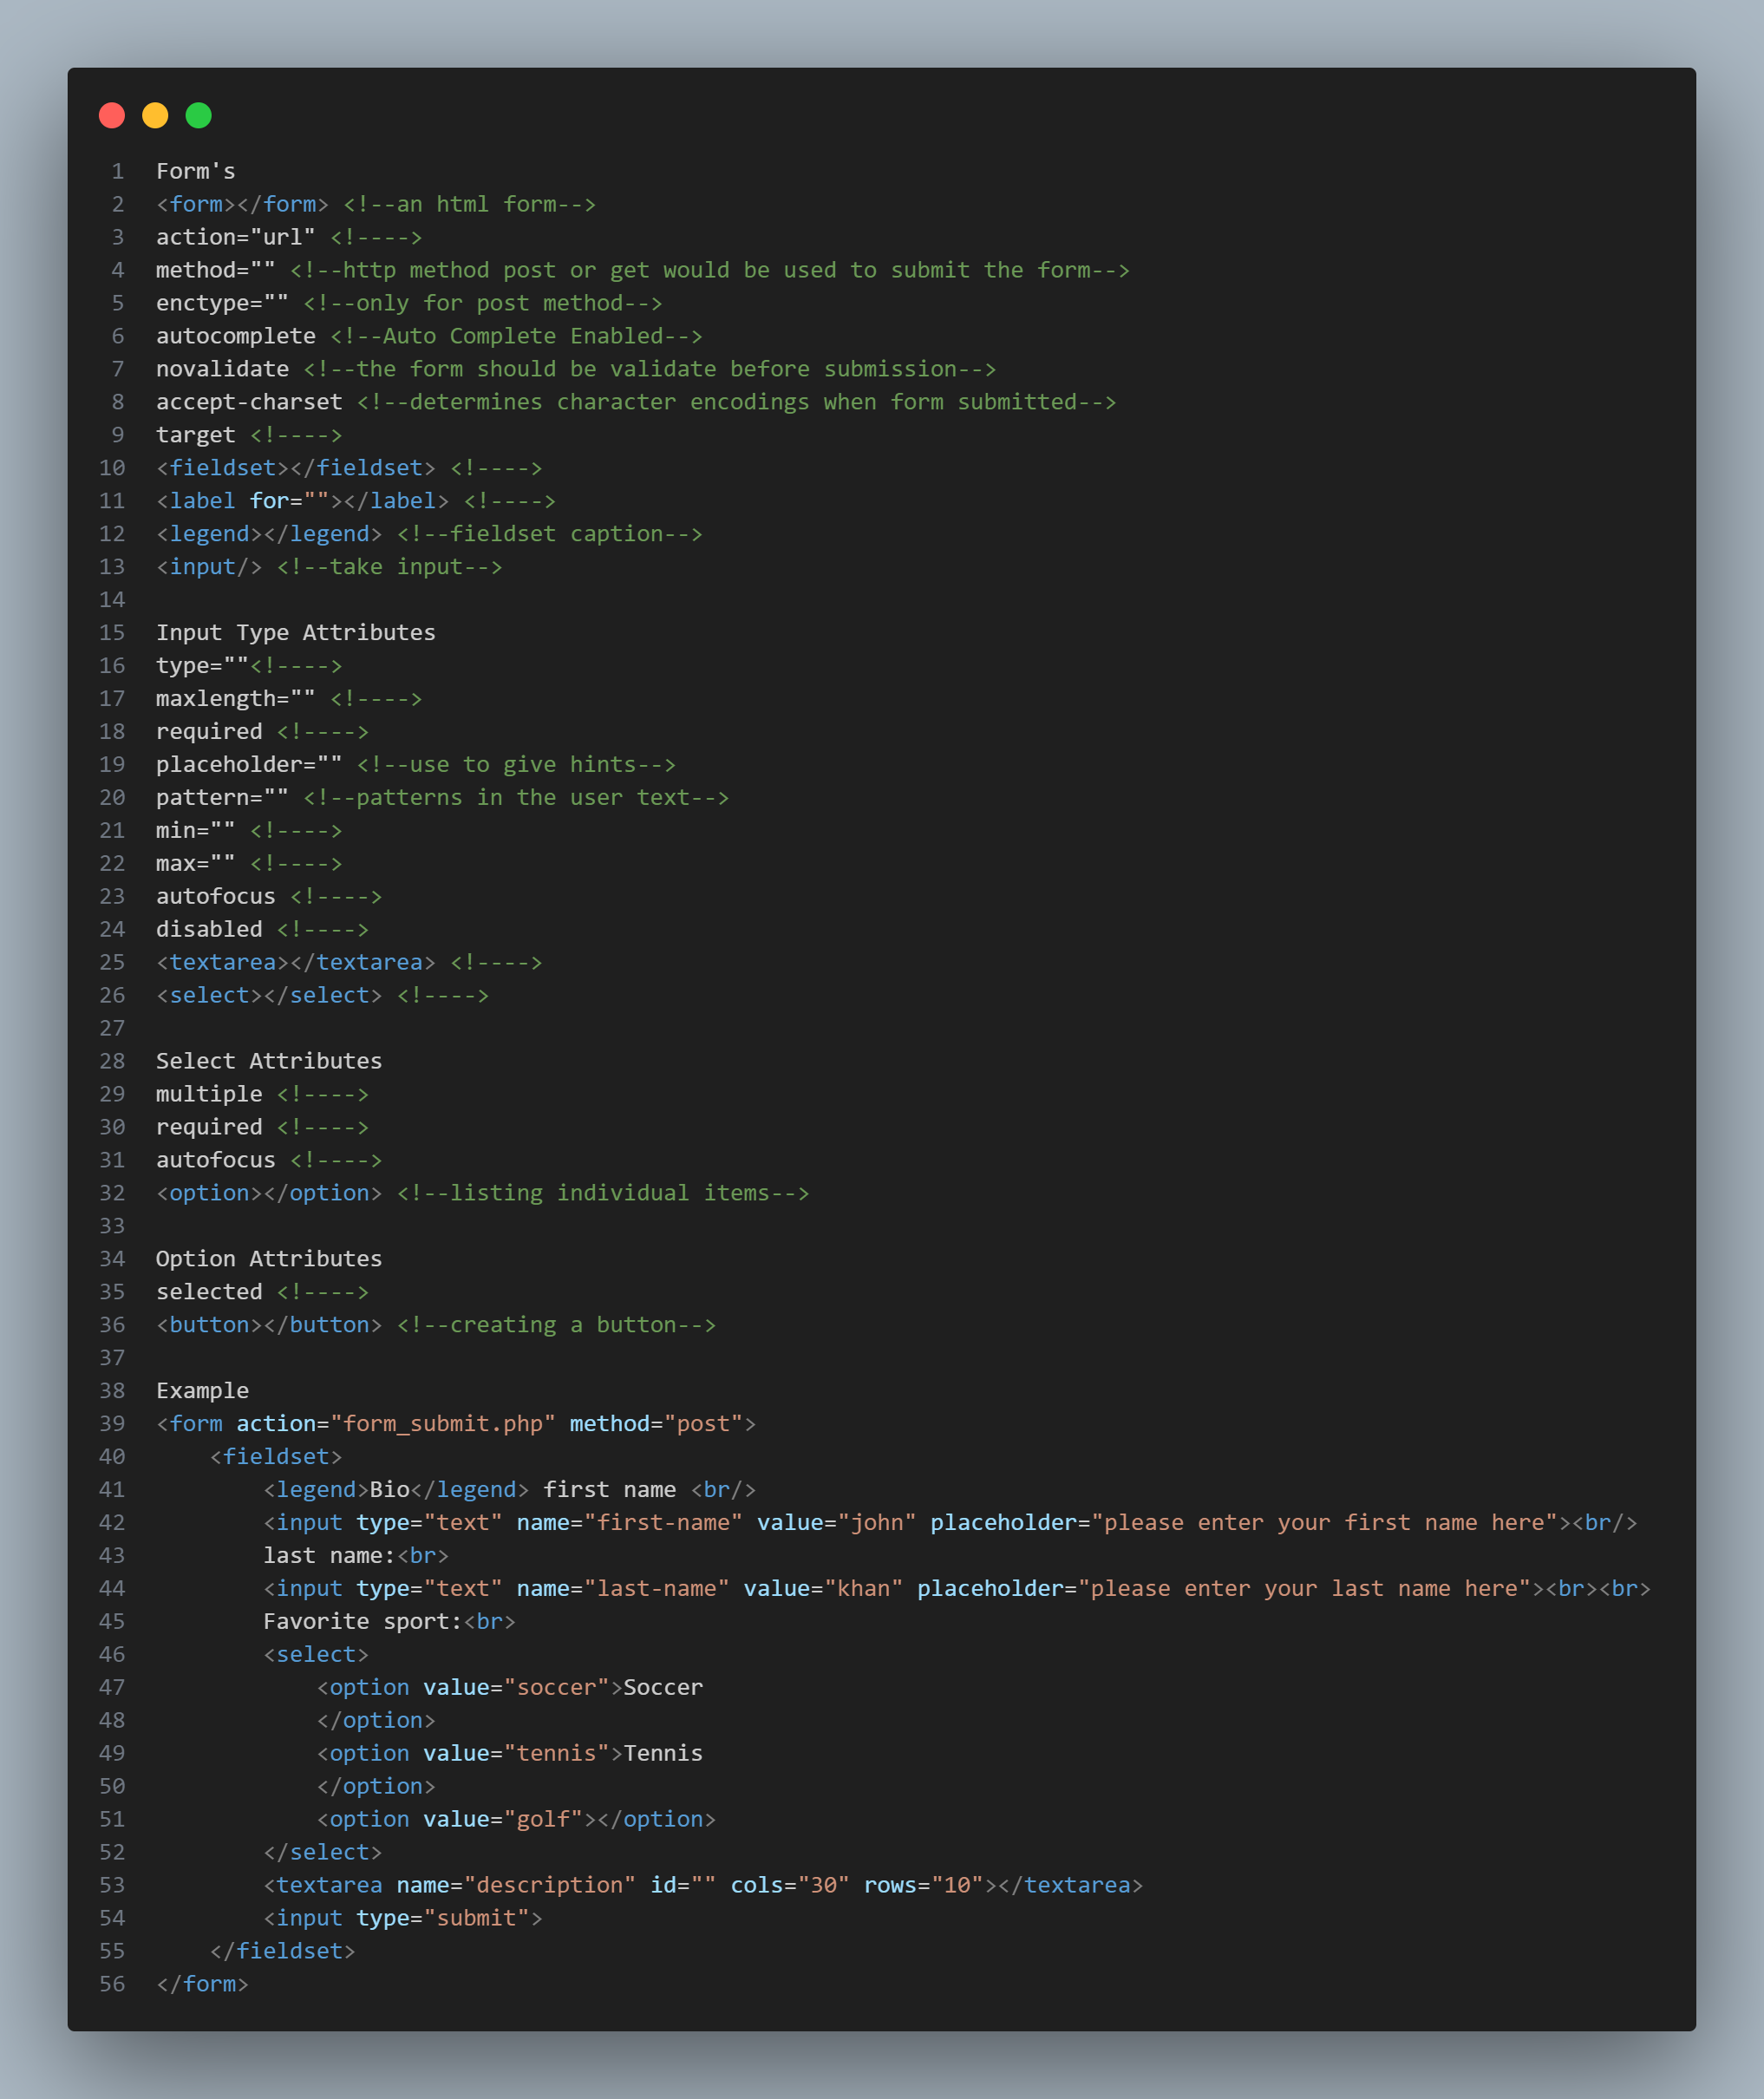 1 Form's
2 <form></form> <!--an html form-->
3 action="url" <!---->
4 method="" <!--http method post or get would be used to submit the form-->
5 enctype="" <!--only for post method-->
6 autocomplete <!--Auto Complete Enabled-->
7 novalidate <!--the form should be validate before submission-->
8 accept-charset <!--determines character encodings when form submitted-->
9 target <!---->
10 <fieldset></fieldset> <!---->
11 <label for=""></label> <!---->
12 <legend></legend> <!--fieldset caption-->
13 <input/> <!--take input-->
14
15 Input Type Attributes
16 type=""<!---->
17 maxlength="" <!---->
18 required <!---->
19 placeholder="" <!--use to give hints-->
20 pattern="" <!--patterns in the user text-->
21 min="" <!---->
22 max="" <!---->
23 autofocus <!---->
24 disabled <!---->
25 <textarea></textarea> <!---->
26 <select></select> <!---->
27
28 Select Attributes
29 multiple <!---->
30 required <!---->
31 autofocus <!---->
32 <option></option> <!--listing individual items-->
33
34 Option Attributes
35 selected <!---->
36 <button></button> <!--creating a button-->
37
38 Example
39 <form action="form_submit.php" method="post">
40     <fieldset>
41         <legend>Bio</legend> first name <br/>
42         <input type="text" name="first-name" value="john" placeholder="please enter your first name here"><br/>
43         last name:<br>
44         <input type="text" name="last-name" value="khan" placeholder="please enter your last name here"><br><br>
45         Favorite sport:<br>
46         <select>
47             <option value="soccer">Soccer
48             </option>
49             <option value="tennis">Tennis
50             </option>
51             <option value="golf"></option>
52         </select>
53         <textarea name="description" id="" cols="30" rows="10"></textarea>
54         <input type="submit">
55     </fieldset>
56 </form>